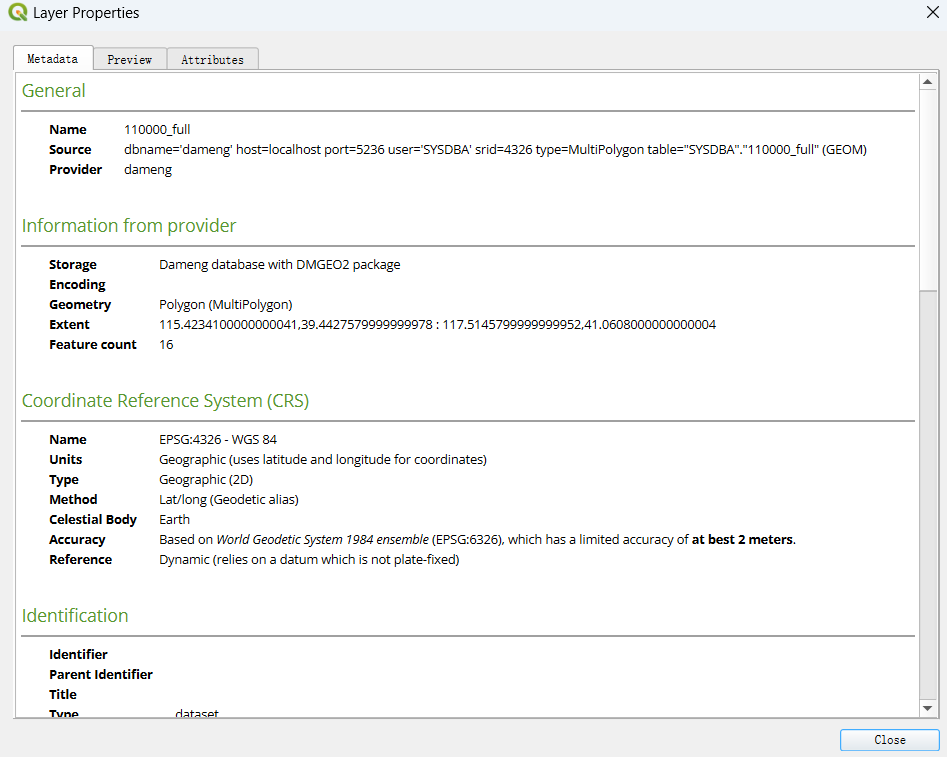 Layer Properties
Metadata Preview Attributes
General
Name 110000_full
Source dbname='dameng' host=localhost port=5236 user='SYSDBA' srid=4326 type=MultiPolygon table="SYSDBA"."110000_full" (GEOM)
Provider dameng
Information from provider
Storage Dameng database with DMGEO2 package
Encoding
Geometry Polygon (MultiPolygon)
Extent 115.4234100000000041,39.4427579999999978 : 117.5145799999999952,41.0608000000000004
Feature count 16
Coordinate Reference System (CRS)
Name EPSG:4326 - WGS 84
Units Geographic (uses latitude and longitude for coordinates)
Type Geographic (2D)
Method Lat/long (Geodetic alias)
Celestial Body Earth
Accuracy Based on World Geodetic System 1984 ensemble (EPSG:6326), which has a limited accuracy of at best 2 meters.
Reference Dynamic (relies on a datum which is not plate-fixed)
Identification
Identifier
Parent Identifier
Title
Type dataset
Close